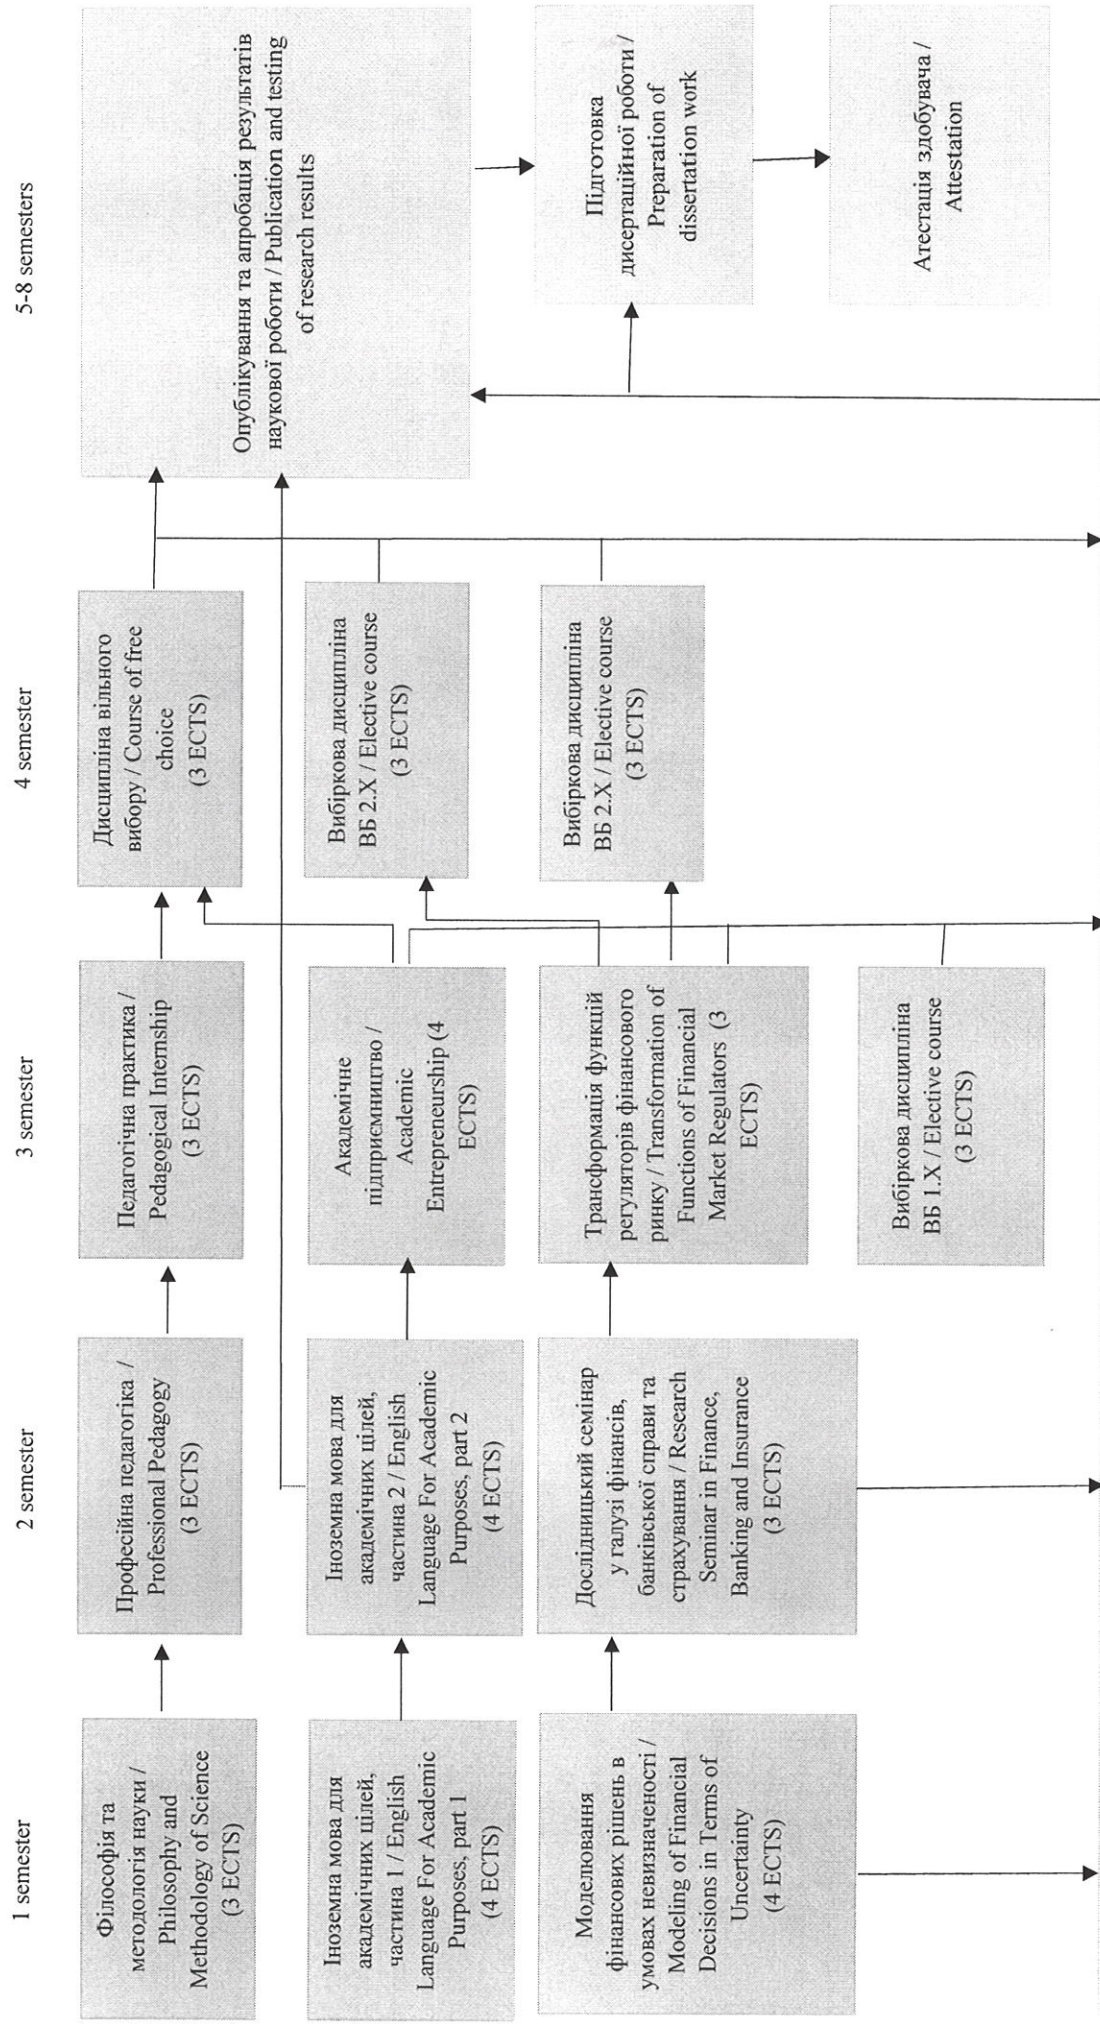 1 semester
2 semester
3 semester
4 semester
5-8 semesters
Філософія та
методологія науки /
Philosophy and
Methodology of Science
(3 ECTS)
Професійна педагогіка /
Professional Pedagogy
(3 ECTS)
Педагогічна практика /
Pedagogical Internship
(3 ECTS)
Дисципліна вільного
вибору / Course of free
choice
(3 ECTS)
Опублікування та апробація результатів
наукової роботи / Publication and testing
of research results
Іноземна мова для
академічних цілей,
частина 1 / English
Language For Academic
Purposes, part 1
(4 ECTS)
Іноземна мова для
академічних цілей,
частина 2 / English
Language For Academic
Purposes, part 2
(4 ECTS)
Академічне
підприємництво /
Academic
Entrepreneurship (4
ECTS)
Вибіркова дисципліна
ВБ 2.Х / Elective course
(3 ECTS)
Моделювання
фінансових рішень в
умовах невизначеності /
Modeling of Financial
Decisions in Terms of
Uncertainty
(4 ECTS)
Дослідницький семінар
у галузі фінансів,
банківської справи та
страхування / Research
Seminar in Finance,
Banking and Insurance
(3 ECTS)
Трансформація функцій
регуляторів фінансового
ринку / Transformation of
Functions of Financial
Market Regulators (3
ECTS)
Вибіркова дисципліна
ВБ 2.Х / Elective course
(3 ECTS)
Підготовка
дисертаційної роботи /
Preparation of
dissertation work
Вибіркова дисципліна
ВБ 1.Х / Elective course
(3 ECTS)
Атестація здобувача /
Attestation